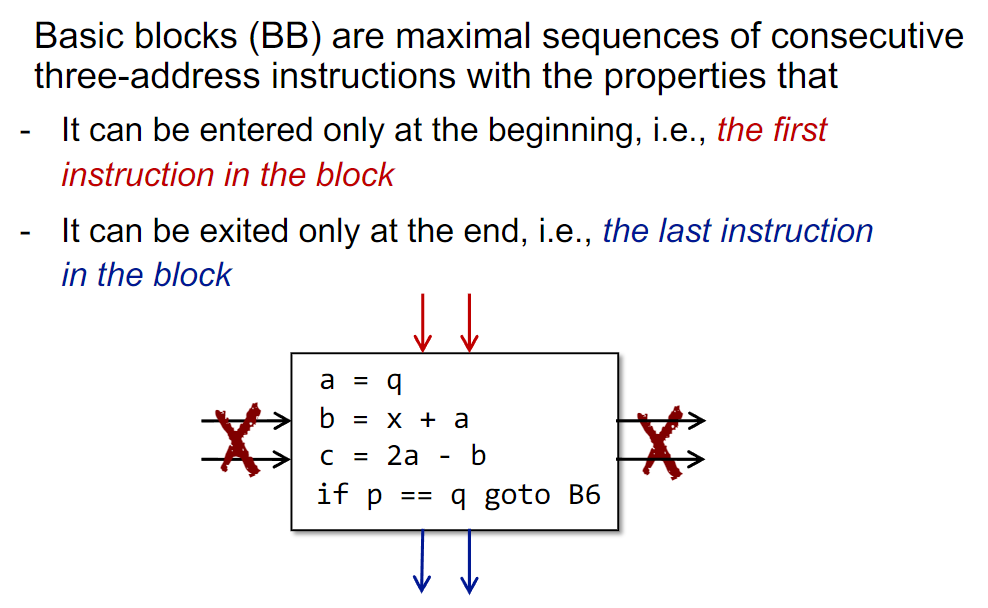 Basic blocks (BB) are maximal sequences of consecutive
three-address instructions with the properties that
- It can be entered only at the beginning, i.e., the first
instruction in the block
- It can be exited only at the end, i.e., the last instruction
in the block
a = q
b = x + a
c = 2a - b
if p == q goto B6